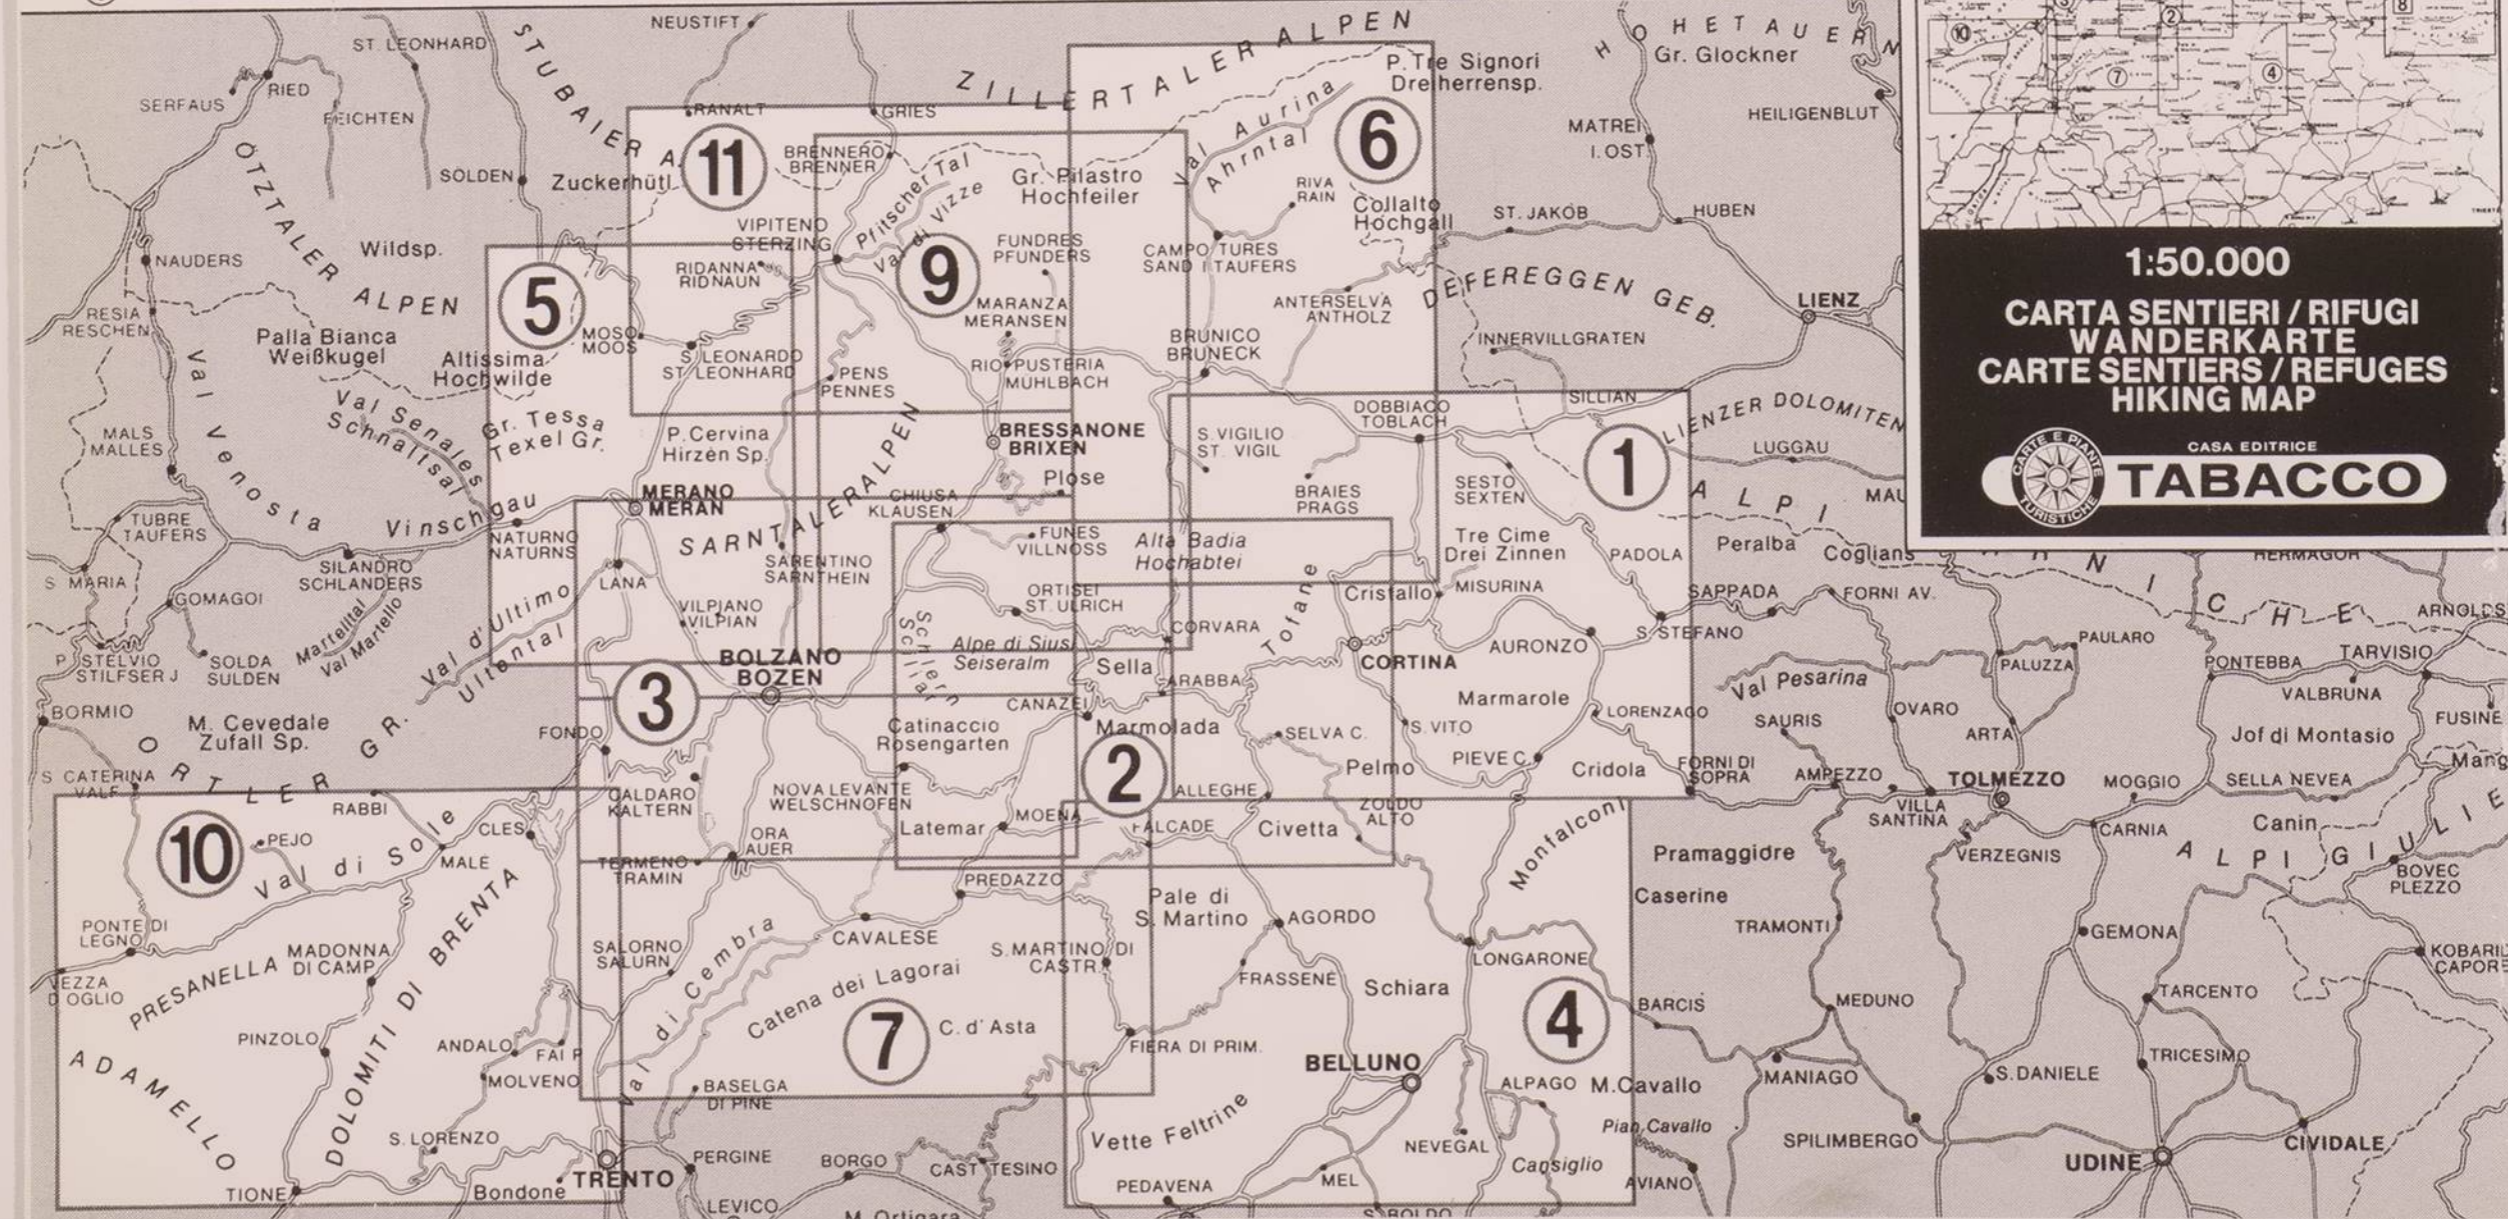 NEUSTIFT
ST. LEONHARD
STUBAIER A.
ZILLERTALER ALPEN
HOHE TAUERN
Gr. Glockner
P. Tre Signori
Dreiherrensp.
SERFAUS
RIED
FEICHTEN
RANALT
GRIES
HEILIGENBLUT
MATREI
I. OST.
ÖTZTALER ALPEN
SÖLDEN
Zuckerhütl
11
BRENNERO
BRENNER
Pfitscher Tal
Val di Vizze
Gr. Pilastro
Hochfeiler
Val Aurina
Ahrntal
6
RIVA
RAIN
Collalto
Hochgall
ST. JAKOB
HUBEN
Wildsp.
NAUDERS
VIPITENO
STERZING
RIDANNA
RIDNAUN
9
FUNDRES
PFUNDERS
CAMPO TURES
SAND I TAUFERS
DEFEREGGEN GEB.
ANTERSELVA
ANTHOLZ
LIENZ
RESIA
RESCHEN
5
MOSO
MOOS
MARANZA
MERANSEN
INNERVILLGRATEN
Palla Bianca
Weißkugel
Altissima
Hochwilde
S. LEONARDO
ST. LEONHARD
PENS
PENNES
RIO PUSTERIA
MÜHLBACH
BRUNICO
BRUNECK
Val Venosta
Vinschgau
Val Senales
Schnalstal
Gr. Tessa
Texel Gr.
P. Cervina
Hirzen Sp.
SARNTALERALPEN
BRESSANONE
BRIXEN
Plose
S. VIGILIO
ST. VIGIL
DOBBIACO
TOBLACH
SILLIAN
LIENZER DOLOMITEN
LUGGAU
MALS
MALLES
MERANO
MERAN
CHIUSA
KLAUSEN
BRAIES
PRAGS
SESTO
SEXTEN
1
TUBRE
TAUFERS
NATURNO
NATURNS
FUNES
VILLNÖSS
Alta Badia
Hochabtei
Tre Cime
Drei Zinnen
PADOLA
Peralba
ALPI
CARNICHE
HERMAGOR
S. MARIA
SILANDRO
SCHLANDERS
LANA
SARENTINO
SARNTHEIN
GOMAGOI
Martelltal
Val Martello
Val d'Ultimo
Ultental
VILPIANO
VILPIAN
ORTISEI
ST. ULRICH
Cristallo
MISURINA
SAPPADA
FORNI AV.
Schlern
Sciliar
Alpe di Siusi
Seiseralm
CORVARA
Tofane
AURONZO
S. STEFANO
PAULARO
PALUZZA
PONTEBBA
TARVISIO
VALBRUNA
SOLDA
SULDEN
P. STELVIO
STILFSER J
BOLZANO
BOZEN
Sella
ARABBA
CORTINA
Val Pesarina
BORMIO
M. Cevedale
Zufall Sp.
ORTLER GR.
3
FONDO
CANAZEI
Marmolada
Marmarole
LORENZAGO
SAURIS
OVARO
ARTA
FUSINE
Catinaccio
Rosengarten
2
SELVA C.
S. VITO
PIEVE C.
Jof di Montasio
S CATERINA
VALF
RABBI
CALDARO
KALTERN
NOVA LEVANTE
WELSCHNOFEN
Pelmo
Cridola
FORNI DI
SOPRA
AMPEZZO
TOLMEZZO
MOGGIO
SELLA NEVEA
ALLEGHE
ZOLDO
ALTO
VILLA
SANTINA
10
PEJO
Val di Sole
CLES
MALE
ORA
AUER
Latemar
MOENA
FALCADE
Civetta
Monfalconi
CARNIA
Canin
TERMENO
TRAMIN
PREDAZZO
Pramaggidre
VERZEGNIS
ALPI GIULIE
BOVEC
PLEZZO
Pale di
S. Martino
Caserine
PONTE DI
LEGNO
MADONNA
DI CAMP.
SALORNO
SALURN
CAVALESE
AGORDO
TRAMONTI
GEMONA
VEZZA
D'OGLIO
PRESANELLA
DOLOMITI DI BRENTA
Val di Cembra
Catena dei Lagorai
S. MARTINO DI
CASTR.
FRASSENÉ
LONGARONE
Schiara
4
BARCIS
MEDUNO
TARCENTO
PINZOLO
ADAMELLO
ANDALO
FAI P
MOLVENO
7
C. d'Asta
FIERA DI PRIM.
BELLUNO
ALPAGO
M. Cavallo
MANIAGO
TRICESIMO
S. DANIELE
BASELGA
DI PINÉ
Vette Feltrine
NEVEGAL
Pian Cavallo
SPILIMBERGO
CIVIDALE
S. LORENZO
PERGINE
BORGO
CAST. TESINO
Cansiglio
UDINE
TRENTO
TIONE
Bondone
LEVICO
M. Ortigara
PEDAVENA
MEL
S. BOLDO
AVIANO
10
7
2
4
8
1:50.000
CARTA SENTIERI / RIFUGI
WANDERKARTE
CARTE SENTIERS / REFUGES
HIKING MAP
CARTE E PIANTE
TURISTICHE
CASA EDITRICE
TABACCO